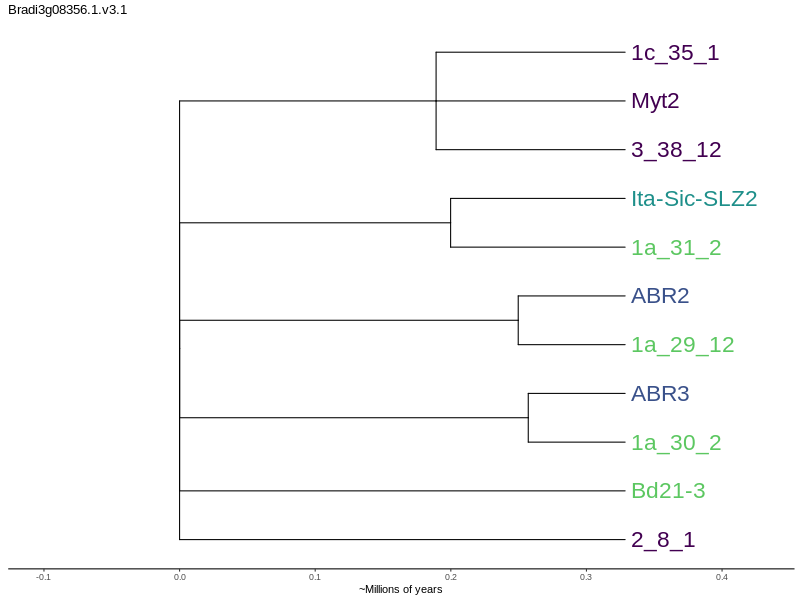 Bradi3g08356.1.v3.1
1c_35_1
Myt2
3_38_12
Ita-Sic-SLZ2
1a_31_2
ABR2
1a_29_12
ABR3
1a_30_2
Bd21-3
2_8_1
-0.1 0.0 0.1 0.2 0.3 0.4
~Millions of years